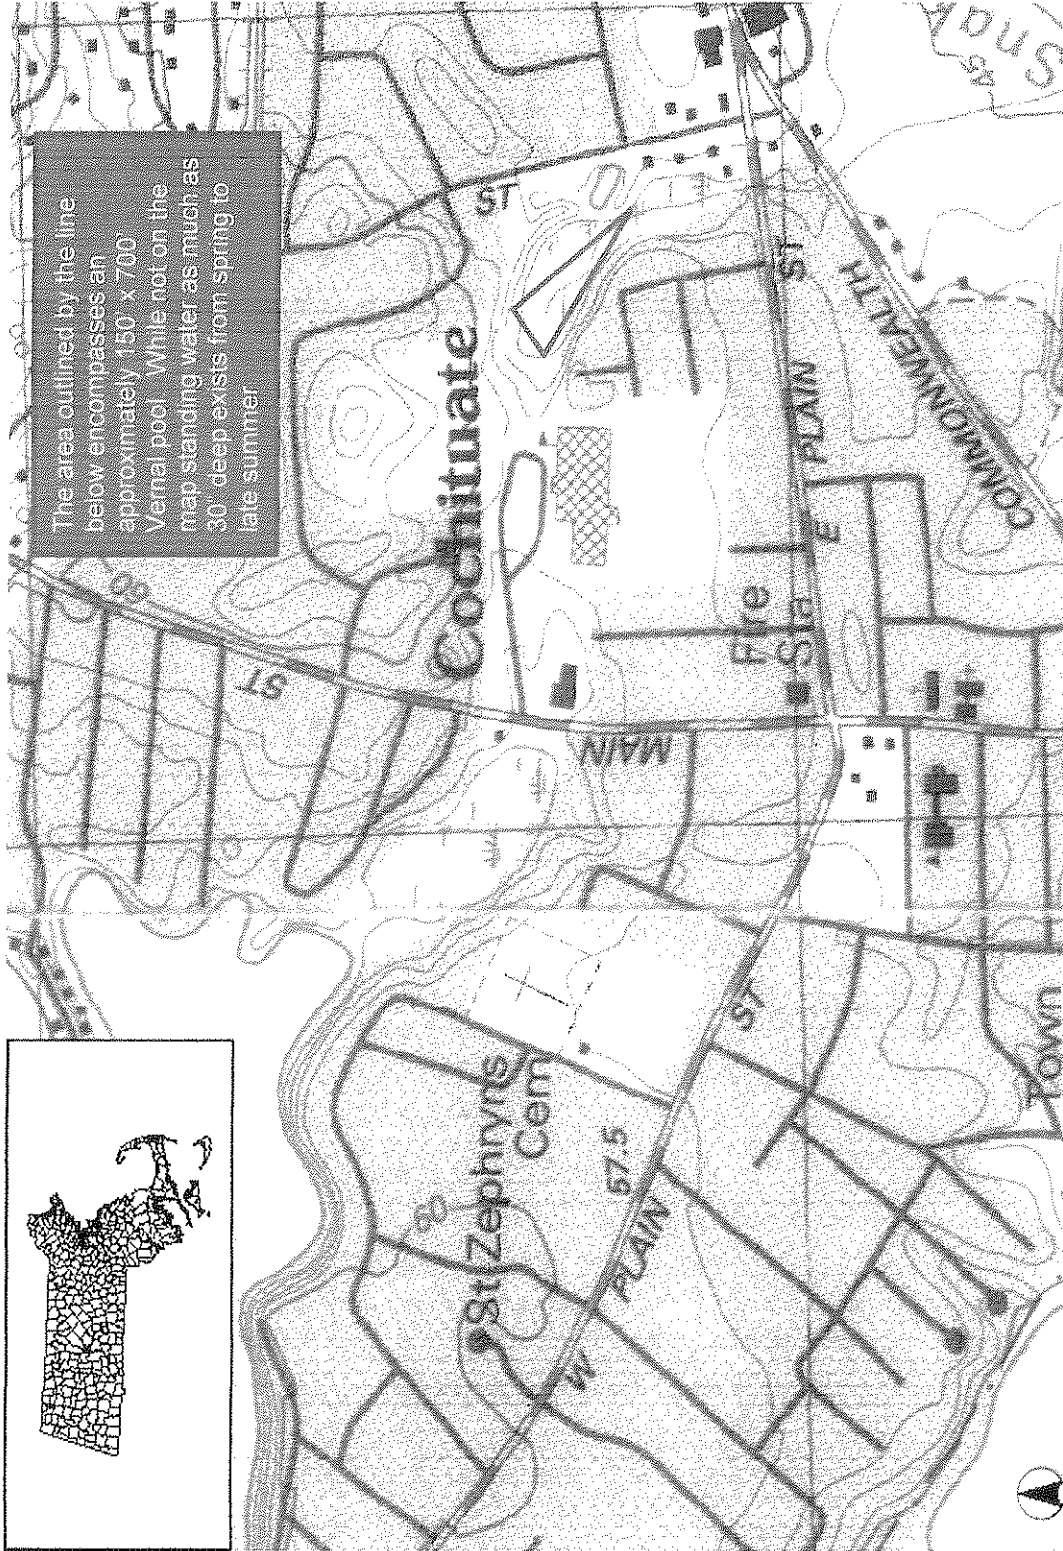 The area outlined by the line
below encompasses an
approximately 150' x 700'
Vernal pool. While not on the
map standing water as much as
30" deep exists from spring to
late summer
ST
Cochituate
ST
MAIN
Fire
Sta
E PLAIN ST
COMMONWEALTH
St Zephryns
Cem
60
57.5
W PLAIN ST
TOWN
Snak